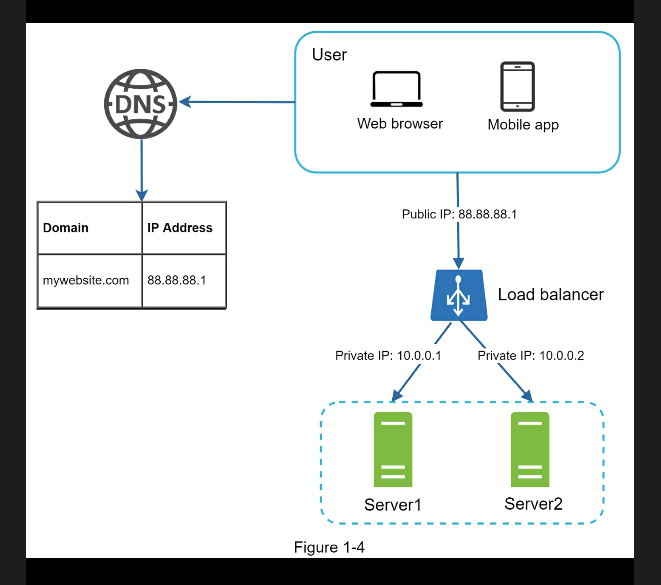 User
DNS
Web browser
Mobile app
Domain
IP Address
mywebsite.com
88.88.88.1
Public IP: 88.88.88.1
Load balancer
Private IP: 10.0.0.1
Private IP: 10.0.0.2
Server1
Server2
Figure 1-4